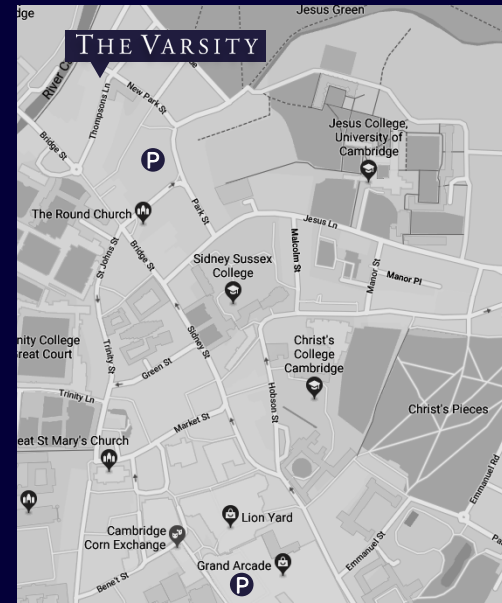 dge
Jesus Green
THE VARSITY
River C
New Park St
Thompsons Ln
Bridge St
P
Jesus College,
University of
Cambridge
The Round Church
Park St
Jesus Ln
St Johns St
Bridge St
Malcolm St
Sidney Sussex
College
Manor St
Manor Pl
Sidney St
nity College
reat Court
Trinity St
Green St
Christ's
College
Cambridge
Hobson St
Trinity Ln
Market St
Christ's Pieces
eat St Mary's Church
Emmanuel Rd
Lion Yard
Cambridge
Corn Exchange
Emmanuel St
Pa
Grand Arcade
Bene't St
P